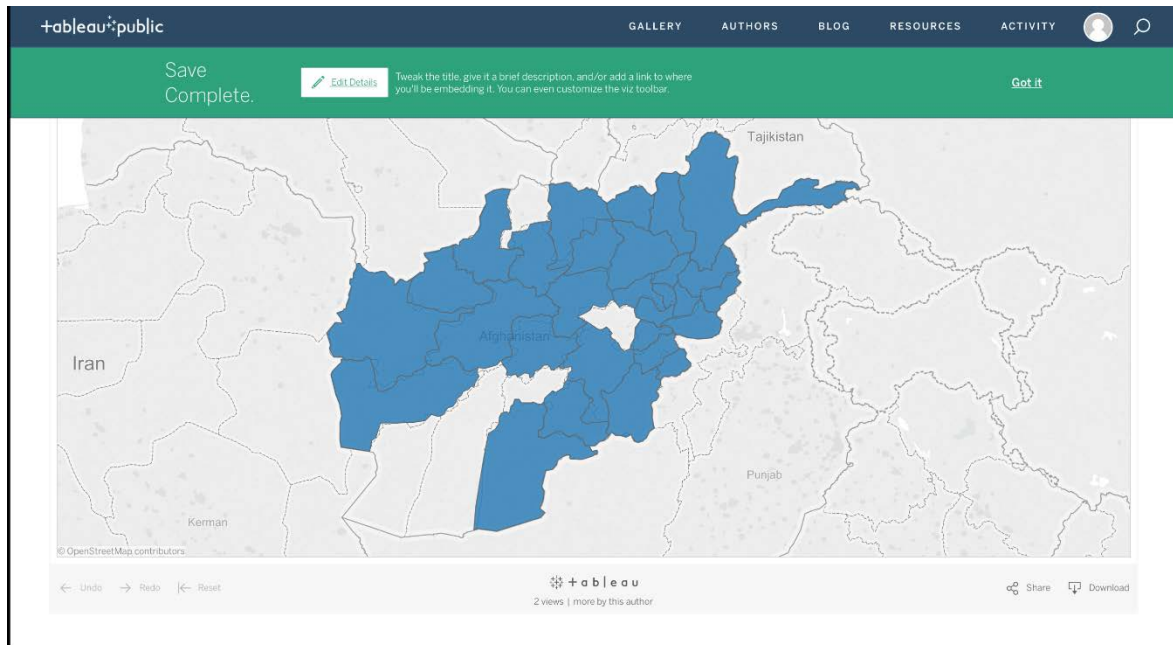 +ableau public
GALLERY
AUTHORS
BLOG
RESOURCES
ACTIVITY
Save
Complete.
Edit Details
Tweak the title, give it a brief description, and/or add a link to where
you'll be embedding it. You can even customize the viz toolbar.
Got it
Tajikistan
Afghanistan
Iran
Punjab
Kerman
© OpenStreetMap contributors
← Undo
→ Redo
|← Reset
+ableau
2 views | more by this author
Share
Download